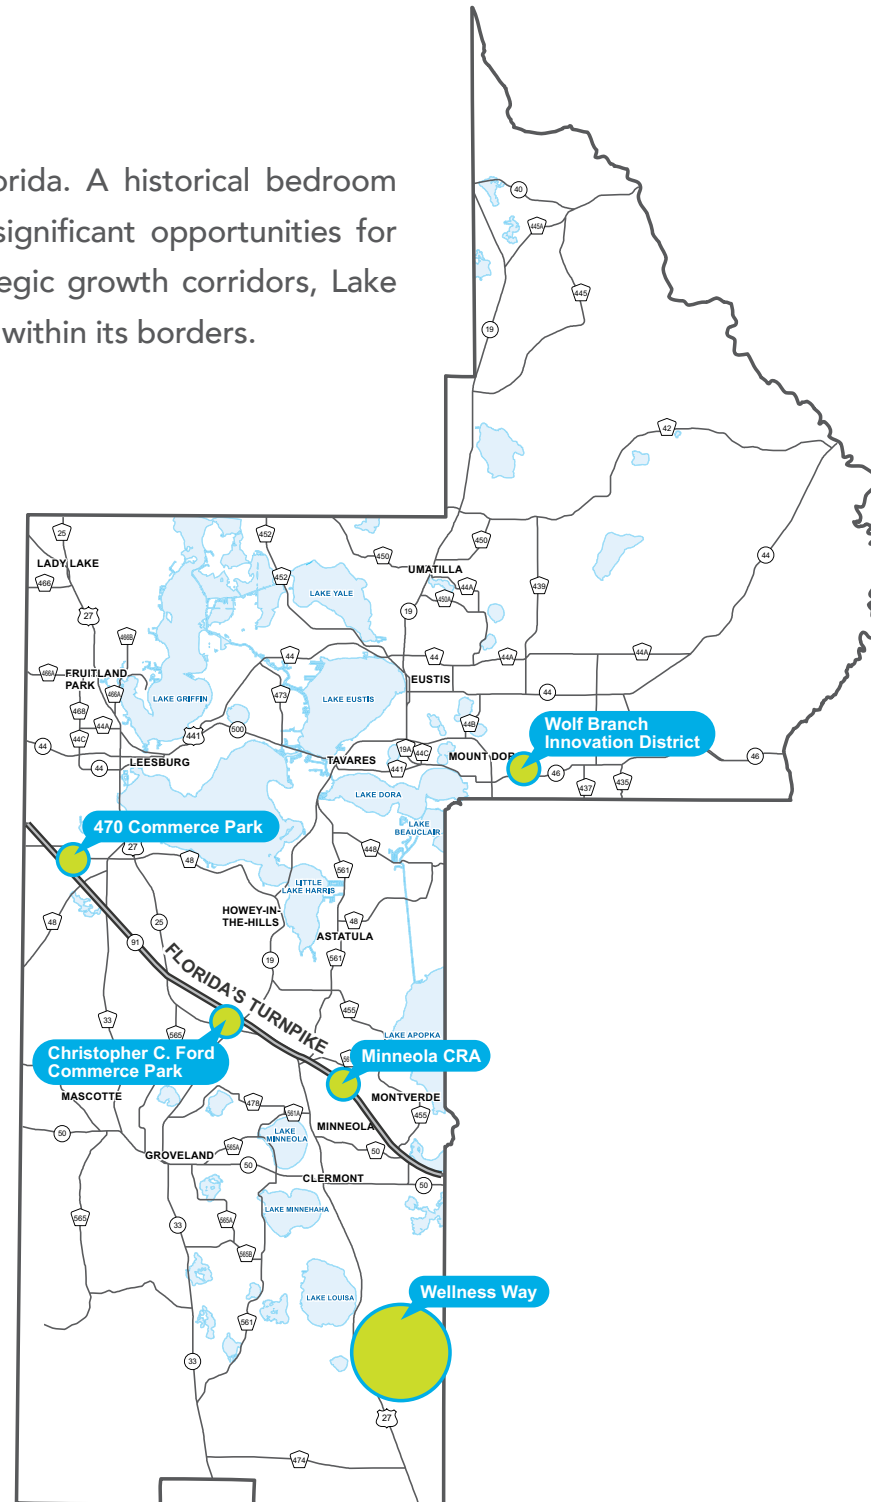 orida. A historical bedroom
significant opportunities for
egic growth corridors, Lake
within its borders.
40
445A
445
19
42
25
452
LADY LAKE
450
450
44
UMATILLA
466
452
44A
439
LAKE YALE
450A
27
19
466B
44
44
44A
44A
466A
FRUITLAND
PARK
EUSTIS
466A
473
44
LAKE GRIFFIN
LAKE EUSTIS
468
44A
44B
Wolf Branch
Innovation District
500
441
44C
44
19A
44C
LEESBURG
TAVARES
MOUNT DOR
46
44
441
46
437
435
LAKE DORA
470 Commerce Park
LAKE
BEAUCLAIR
27
448
48
561
LITTLE
LAKE HARRIS
HOWEY-IN-
THE-HILLS
48
25
48
ASTATULA
91
561
19
FLORIDA'S TURNPIKE
455
33
565
LAKE APOPKA
Christopher C. Ford
Commerce Park
56
Minneola CRA
MASCOTTE
MONTVERDE
478
561A
455
LAKE
MINNEOLA
MINNEOLA
50
565A
50
GROVELAND
50
CLERMONT
50
LAKE MINNEHAHA
565
565A
33
565B
Wellness Way
LAKE LOUISA
561
33
27
474